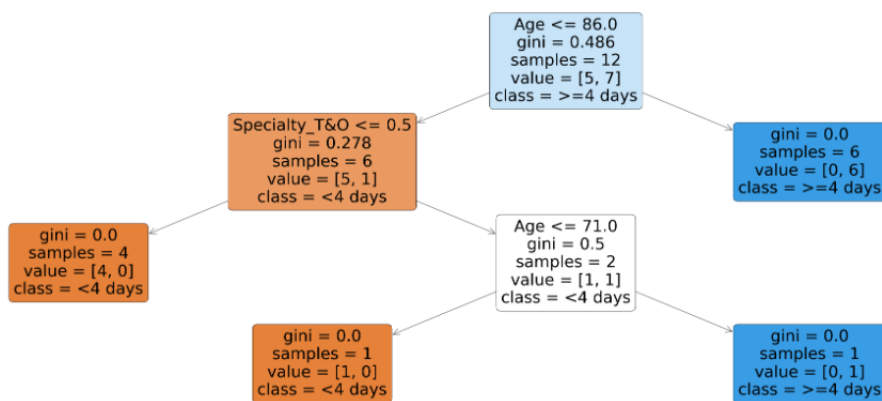 Age <= 86.0
gini = 0.486
samples = 12
value = [5, 7]
class = >=4 days
Specialty_T&O <= 0.5
gini = 0.278
samples = 6
value = [5, 1]
class = <4 days
gini = 0.0
samples = 6
value = [0, 6]
class = >=4 days
gini = 0.0
samples = 4
value = [4, 0]
class = <4 days
Age <= 71.0
gini = 0.5
samples = 2
value = [1, 1]
class = <4 days
gini = 0.0
samples = 1
value = [1, 0]
class = <4 days
gini = 0.0
samples = 1
value = [0, 1]
class = >=4 days